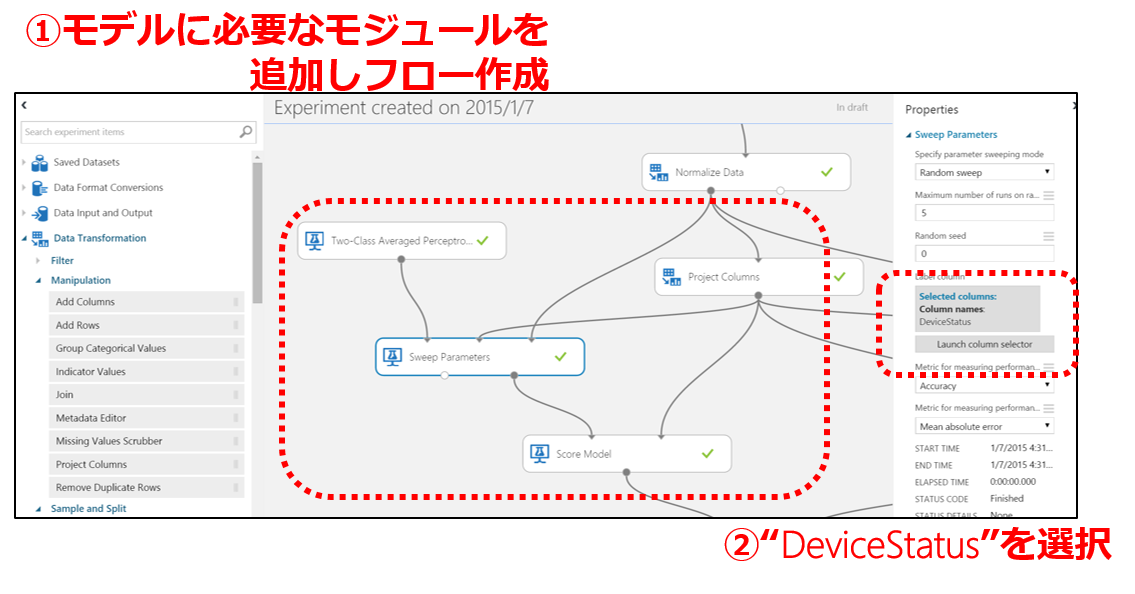 ①モデルに必要なモジュールを
追加しフロー作成
Experiment created on 2015/1/7
In draft
Search experiment items
Saved Datasets
Data Format Conversions
Data Input and Output
Data Transformation
Filter
Manipulation
Add Columns
Add Rows
Group Categorical Values
Indicator Values
Join
Metadata Editor
Missing Values Scrubber
Project Columns
Remove Duplicate Rows
Sample and Split
Normalize Data
Two-Class Averaged Perceptro...
Project Columns
Sweep Parameters
Score Model
Properties
Sweep Parameters
Specify parameter sweeping mode
Random sweep
Maximum number of runs on ra...
5
Random seed
0
Label column
Selected columns:
Column names:
DeviceStatus
Launch column selector
Metric for measuring performan...
Accuracy
Metric for measuring performan...
Mean absolute error
START TIME 1/7/2015 4:31...
END TIME 1/7/2015 4:31...
ELAPSED TIME 0:00:00.000
STATUS CODE Finished
STATUS DETAILS None
②“DeviceStatus”を選択